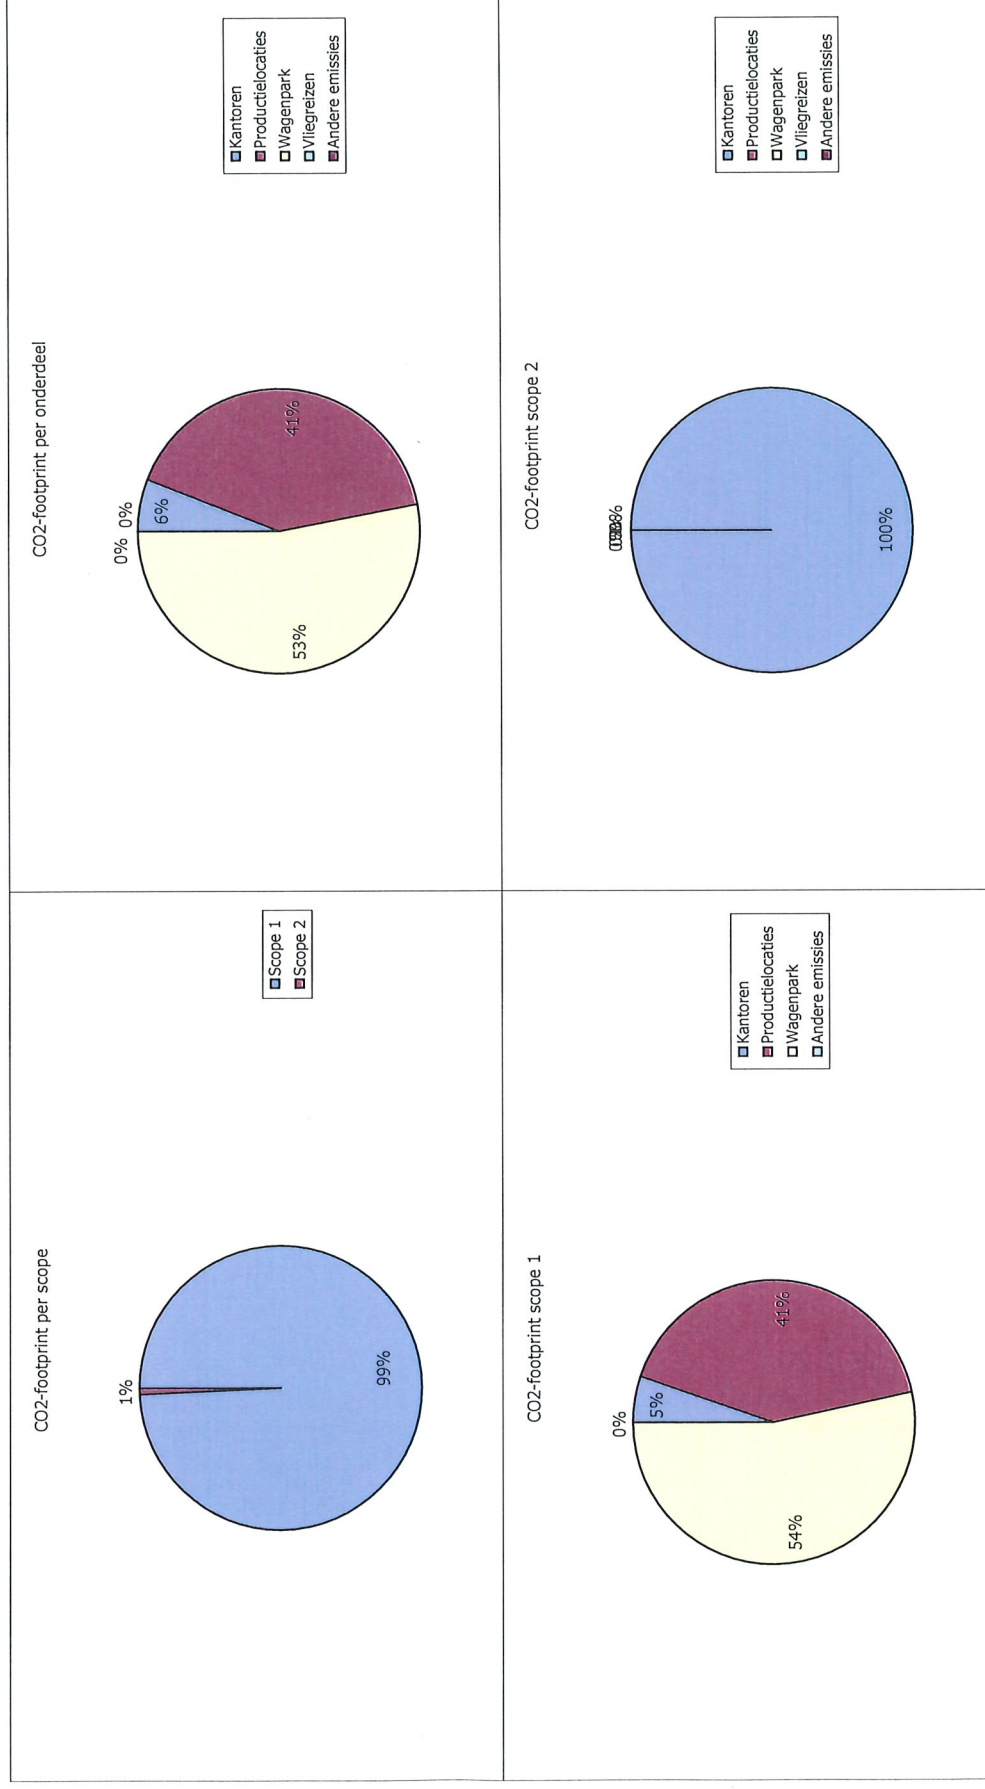 CO2-footprint per scope
1%
99%
Scope 1
Scope 2
CO2-footprint per onderdeel
0%
0%
6%
41%
53%
Kantoren
Productielocaties
Wagenpark
Vliegreizen
Andere emissies
CO2-footprint scope 1
0%
5%
41%
54%
Kantoren
Productielocaties
Wagenpark
Andere emissies
CO2-footprint scope 2
100%
Kantoren
Productielocaties
Wagenpark
Vliegreizen
Andere emissies